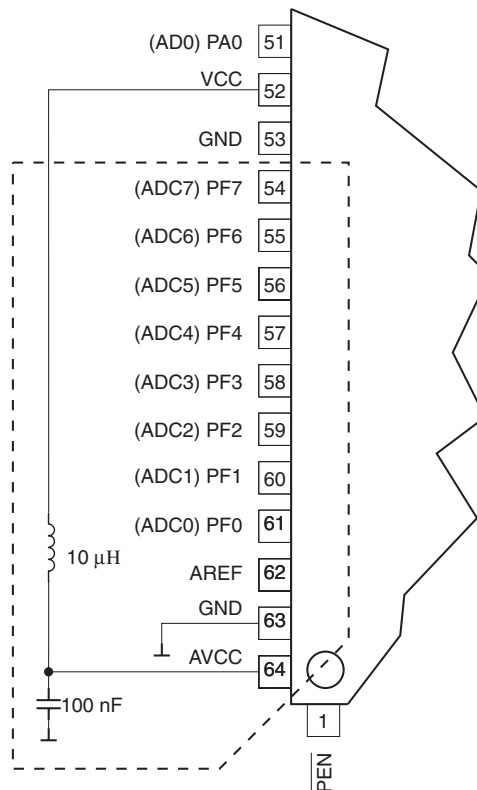 (AD0) PA0 51
VCC 52
GND 53
(ADC7) PF7 54
(ADC6) PF6 55
(ADC5) PF5 56
(ADC4) PF4 57
(ADC3) PF3 58
(ADC2) PF2 59
(ADC1) PF1 60
(ADC0) PF0 61
10 µH
AREF 62
GND 63
AVCC 64
100 nF
1
PEN